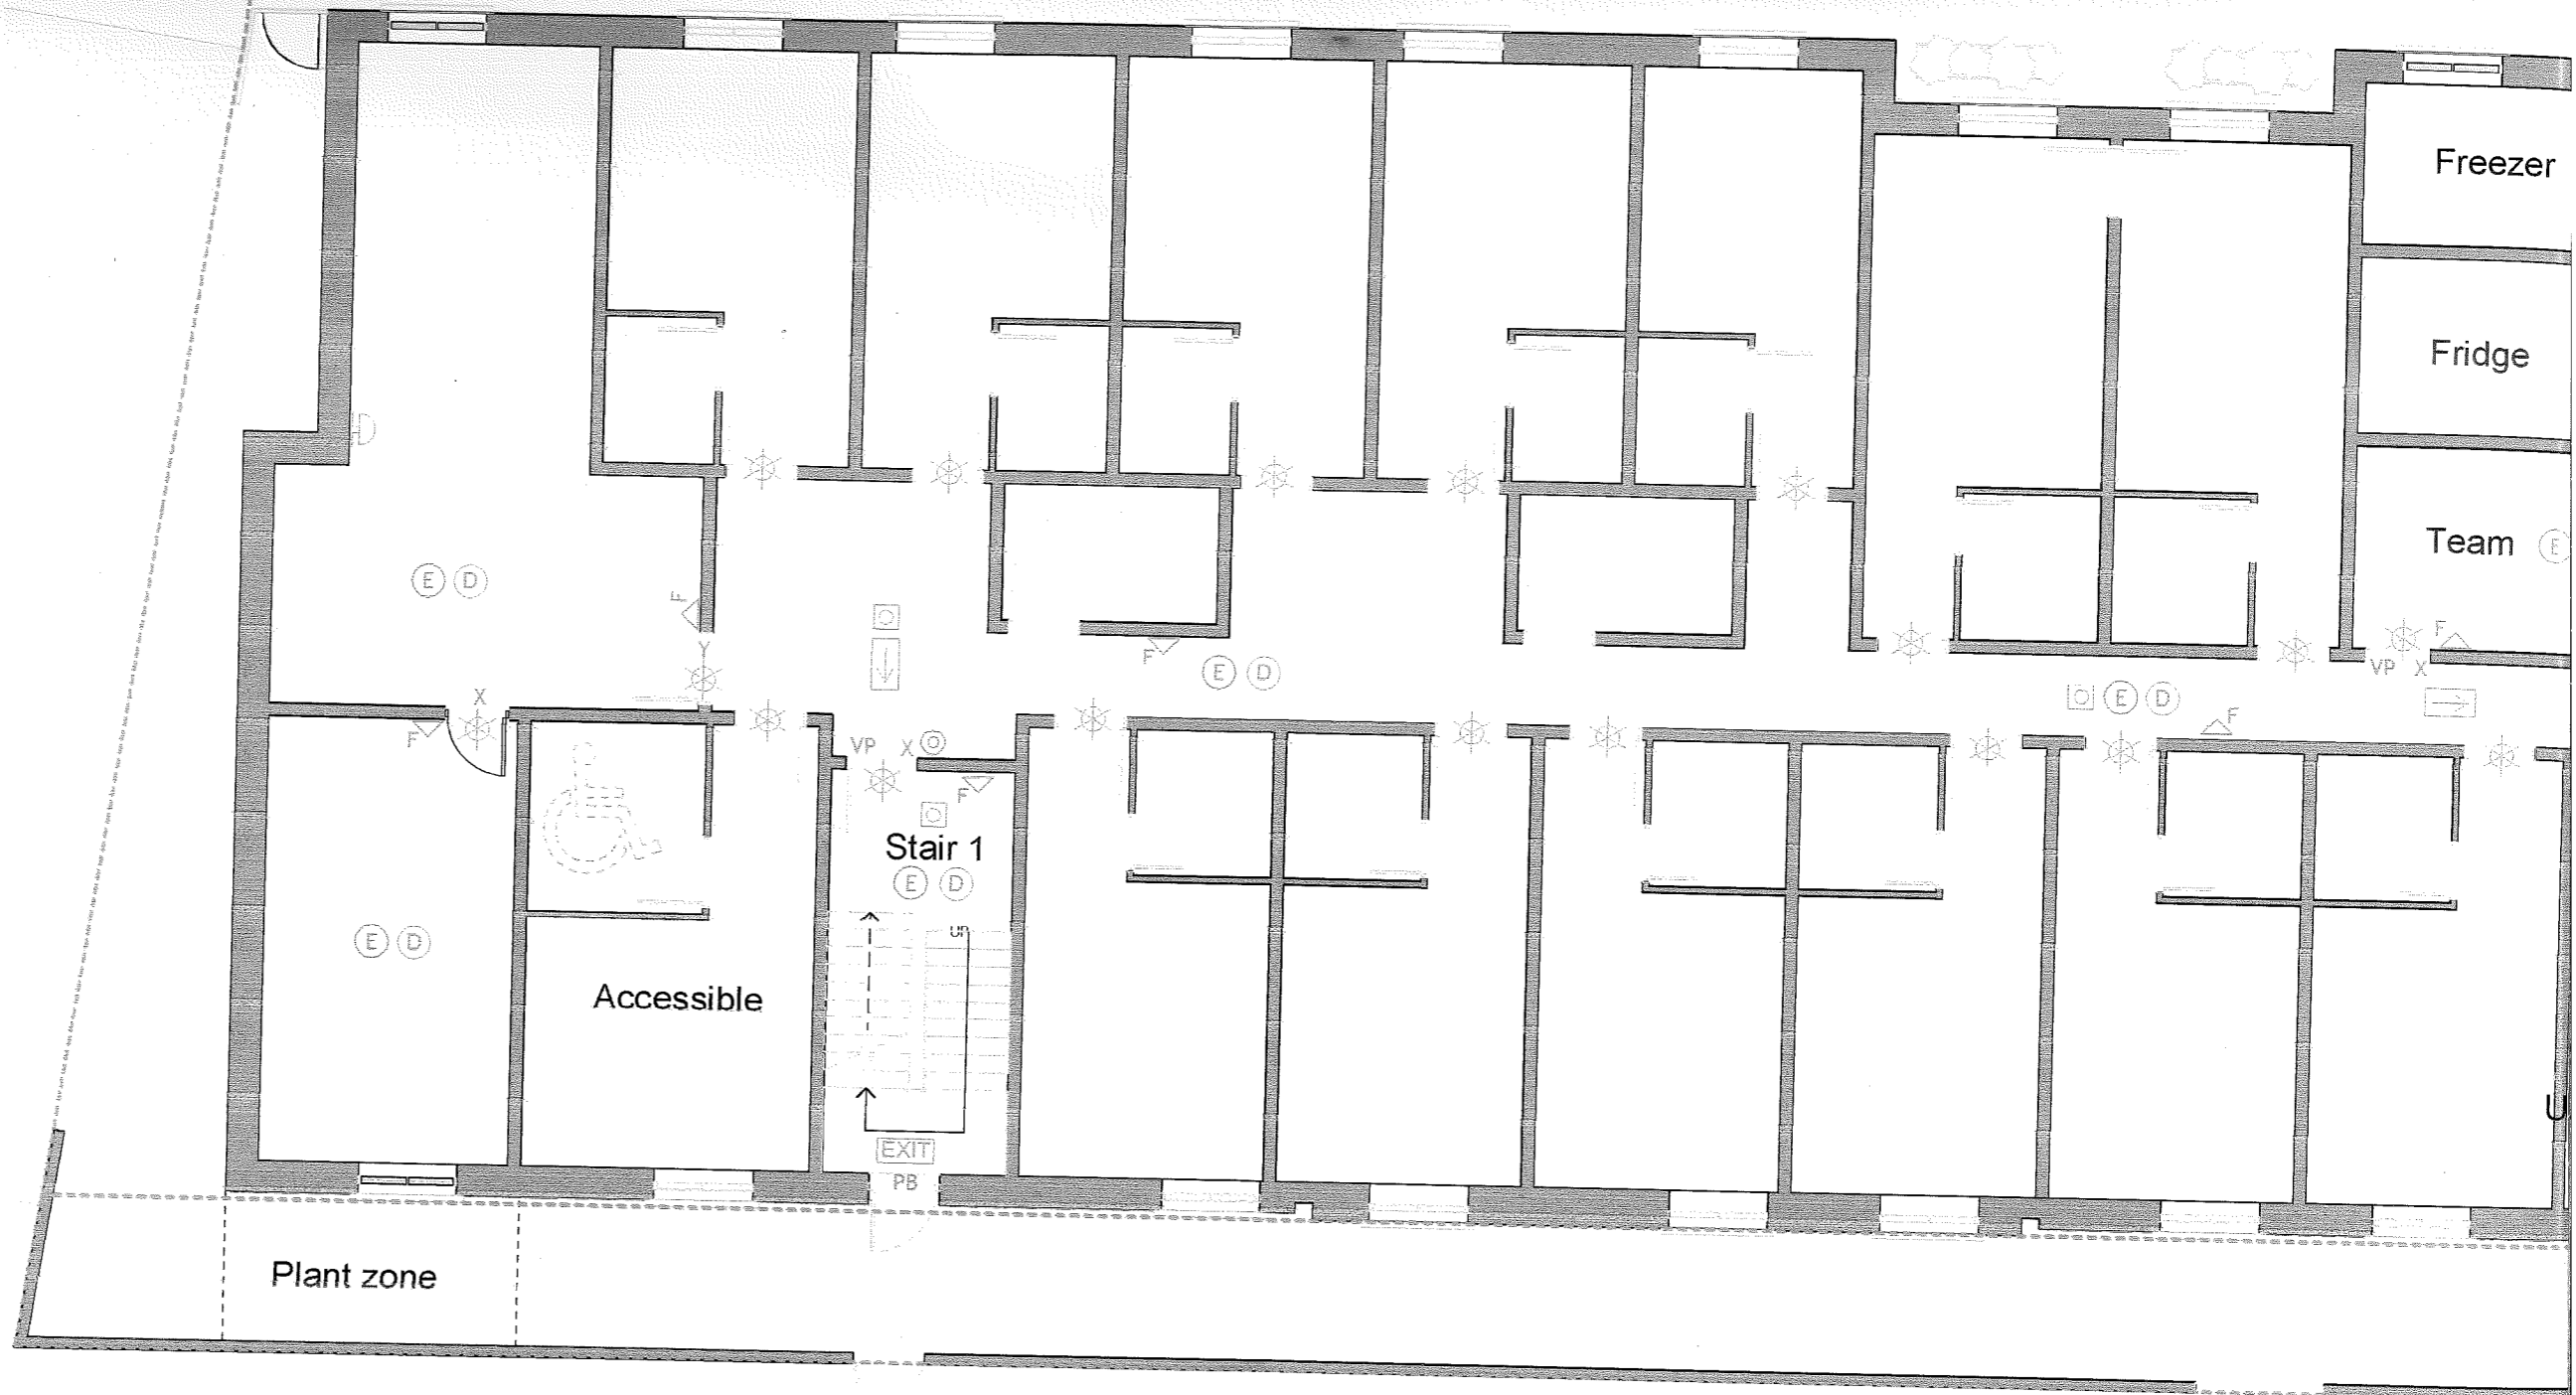 Freezer
Fridge
Team E
E D
F
Y
F
E D
F
VP X
E D
X
F
F
VP X
F
Stair 1
E D
UP
E D
Accessible
U
EXIT
PB
Plant zone